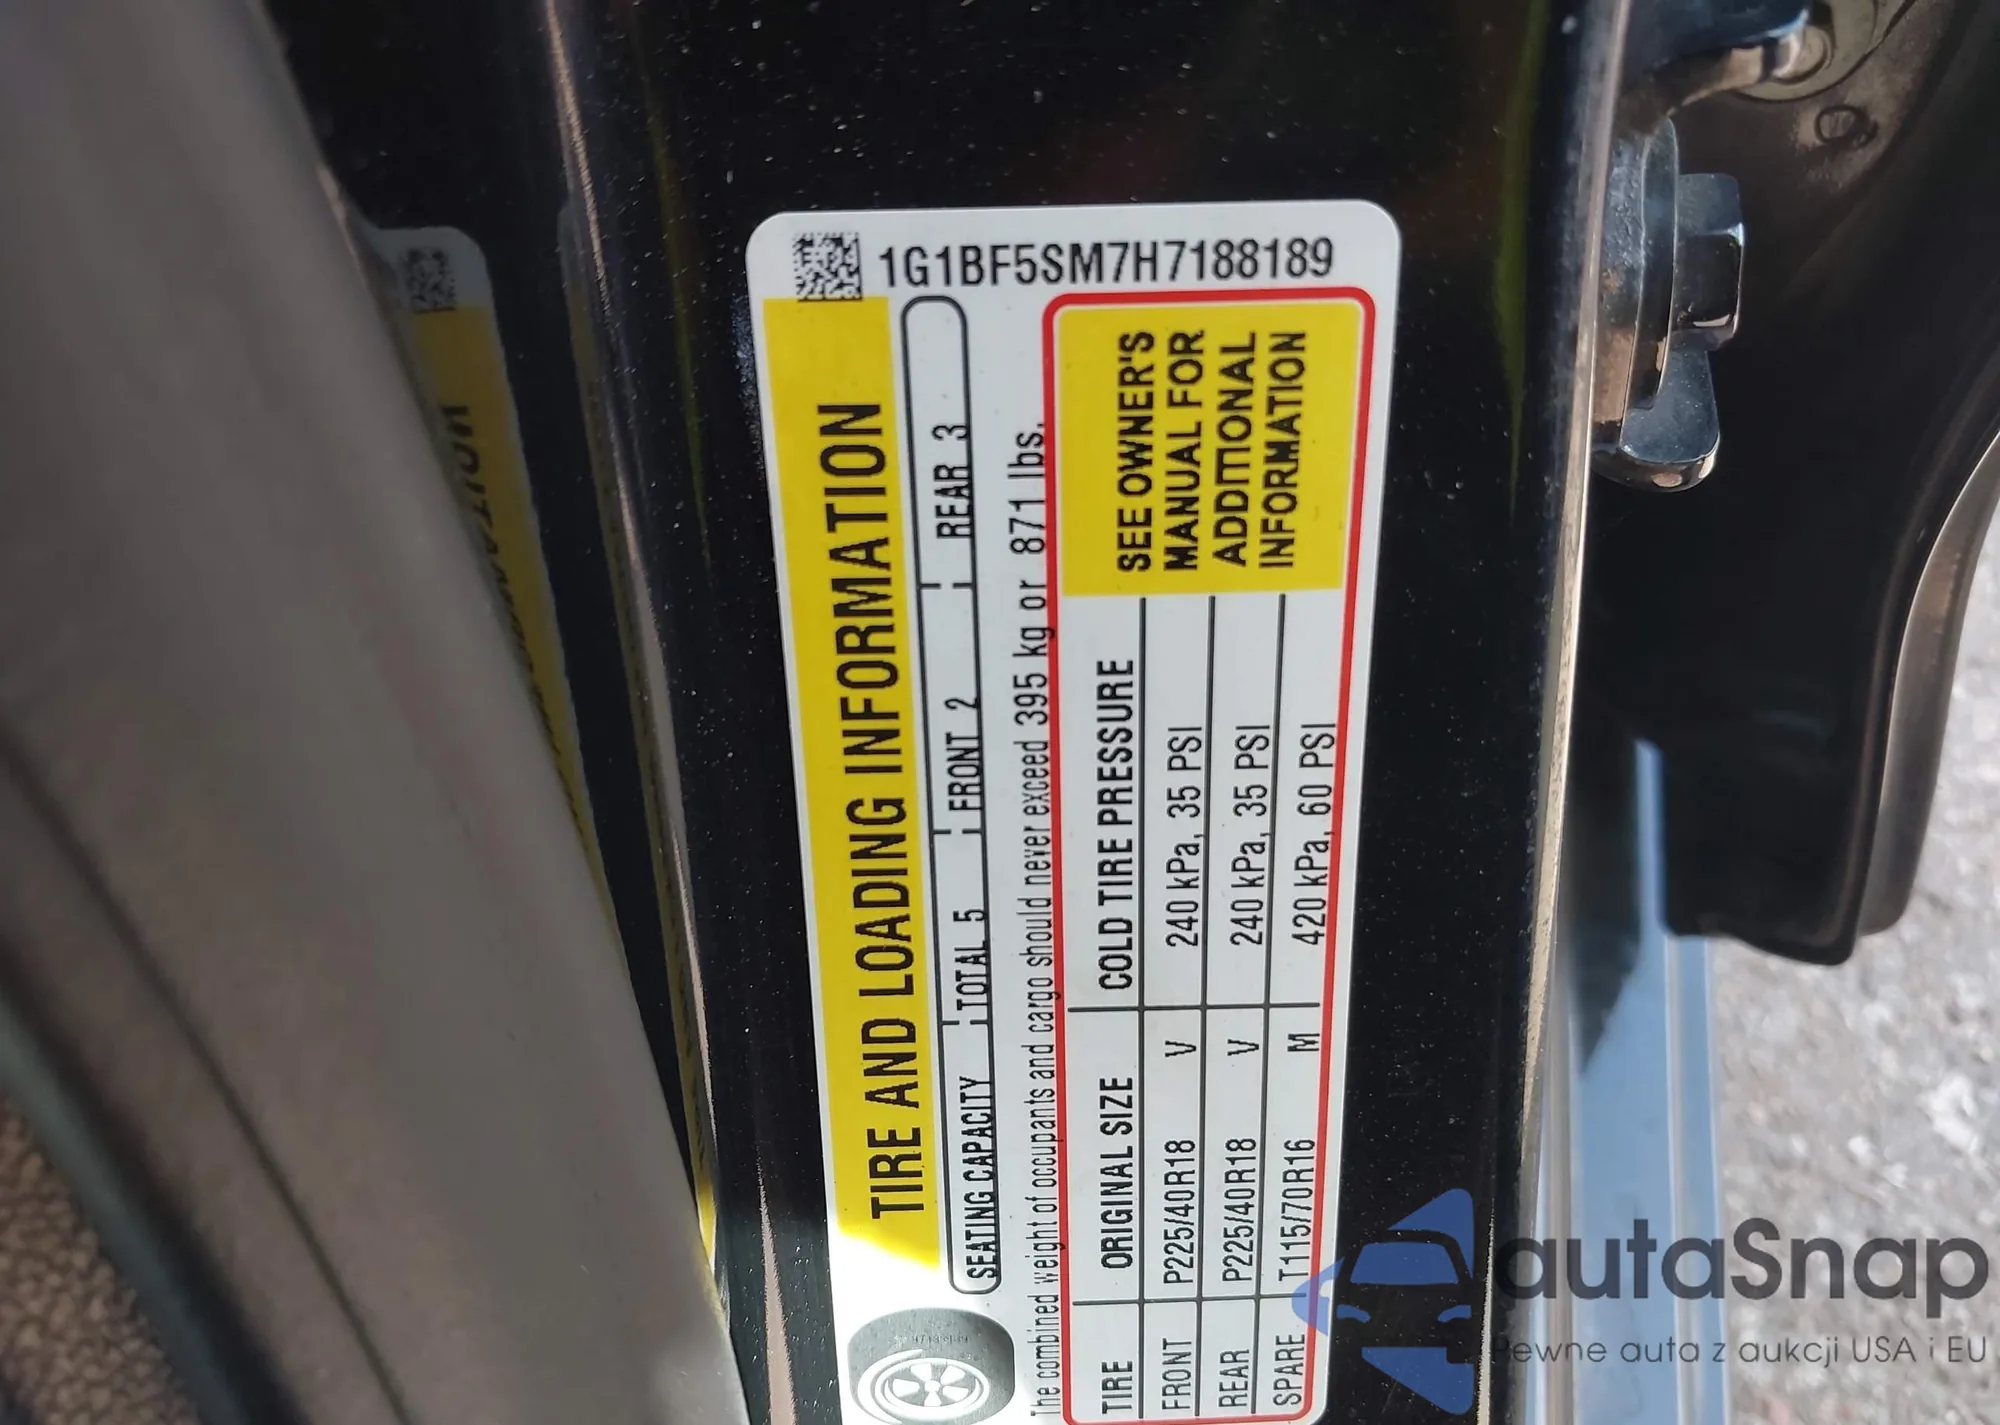 1G1BF5SM7H7188189
TIRE AND LOADING INFORMATION
SEATING CAPACITY TOTAL 5 FRONT 2 REAR 3
The combined weight of occupants and cargo should never exceed 395 kg or 871 lbs.
TIRE ORIGINAL SIZE COLD TIRE PRESSURE
FRONT P225/40R18 V 240 kPa, 35 PSI
REAR P225/40R18 V 240 kPa, 35 PSI
SPARE T115/70R16 M 420 kPa, 60 PSI
SEE OWNER'S
MANUAL FOR
ADDITIONAL
INFORMATION
autaSnap
Pewne auta z aukcji USA i EU